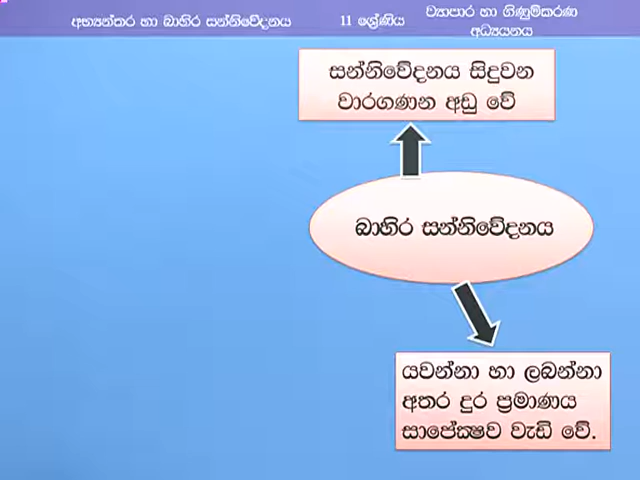 අභ්‍යන්තර හා බාහිර සන්නිවේදනය
11 ශ්‍රේණිය
ව්‍යාපාර හා ගිණුම්කරණ
අධ්‍යයනය
සන්නිවේදනය සිදුවන
වාරගණන අඩු වේ
බාහිර සන්නිවේදනය
යවන්නා හා ලබන්නා
අතර දුර ප්‍රමාණය
සාපේක්‍ෂව වැඩි වේ.